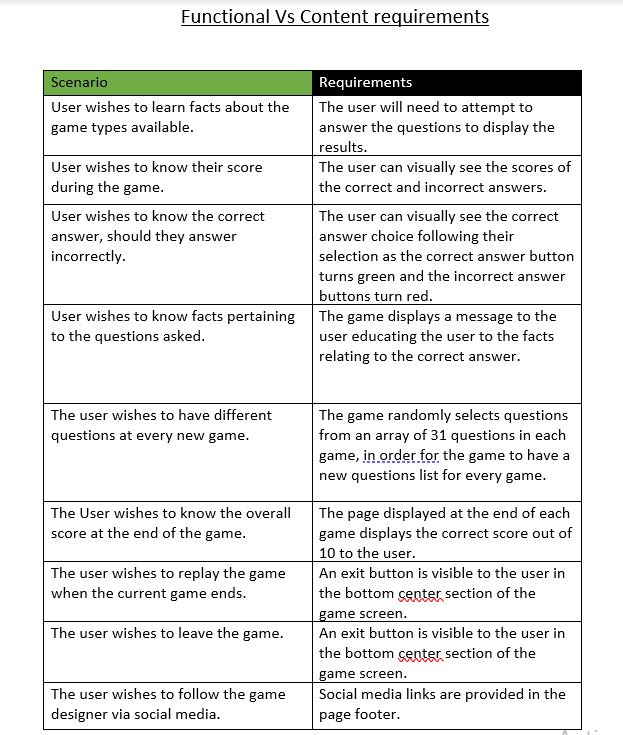 Functional Vs Content requirements
Scenario
Requirements
User wishes to learn facts about the
game types available.
The user will need to attempt to
answer the questions to display the
results.
User wishes to know their score
during the game.
The user can visually see the scores of
the correct and incorrect answers.
User wishes to know the correct
answer, should they answer
incorrectly.
The user can visually see the correct
answer choice following their
selection as the correct answer button
turns green and the incorrect answer
buttons turn red.
User wishes to know facts pertaining
to the questions asked.
The game displays a message to the
user educating the user to the facts
relating to the correct answer.
The user wishes to have different
questions at every new game.
The game randomly selects questions
from an array of 31 questions in each
game, in order for the game to have a
new questions list for every game.
The User wishes to know the overall
score at the end of the game.
The page displayed at the end of each
game displays the correct score out of
10 to the user.
The user wishes to replay the game
when the current game ends.
An exit button is visible to the user in
the bottom center section of the
game screen.
The user wishes to leave the game.
An exit button is visible to the user in
the bottom center section of the
game screen.
The user wishes to follow the game
designer via social media.
Social media links are provided in the
page footer.